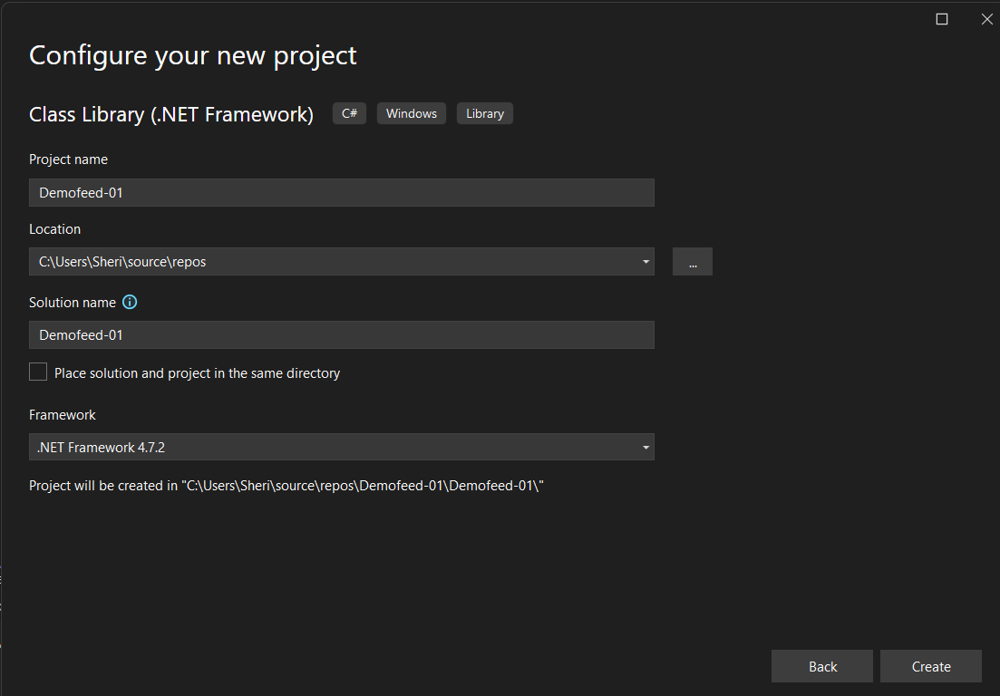 Configure your new project
Class Library (.NET Framework) C# Windows Library
Project name
Demofeed-01
Location
C:\Users\Sheri\source\repos
...
Solution name
Demofeed-01
Place solution and project in the same directory
Framework
.NET Framework 4.7.2
Project will be created in "C:\Users\Sheri\source\repos\Demofeed-01\Demofeed-01\"
Back Create